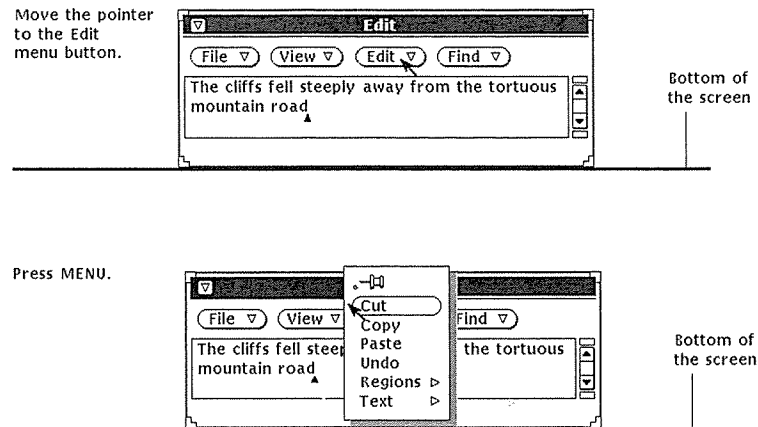 Move the pointer
to the Edit
menu button.
Edit
File View Edit Find
The cliffs fell steeply away from the tortuous
mountain road
Bottom of
the screen
Press MENU.
File View Find
Cut
Copy
Paste
Undo
Regions
Text
The cliffs fell steep the tortuous
mountain road
Bottom of
the screen